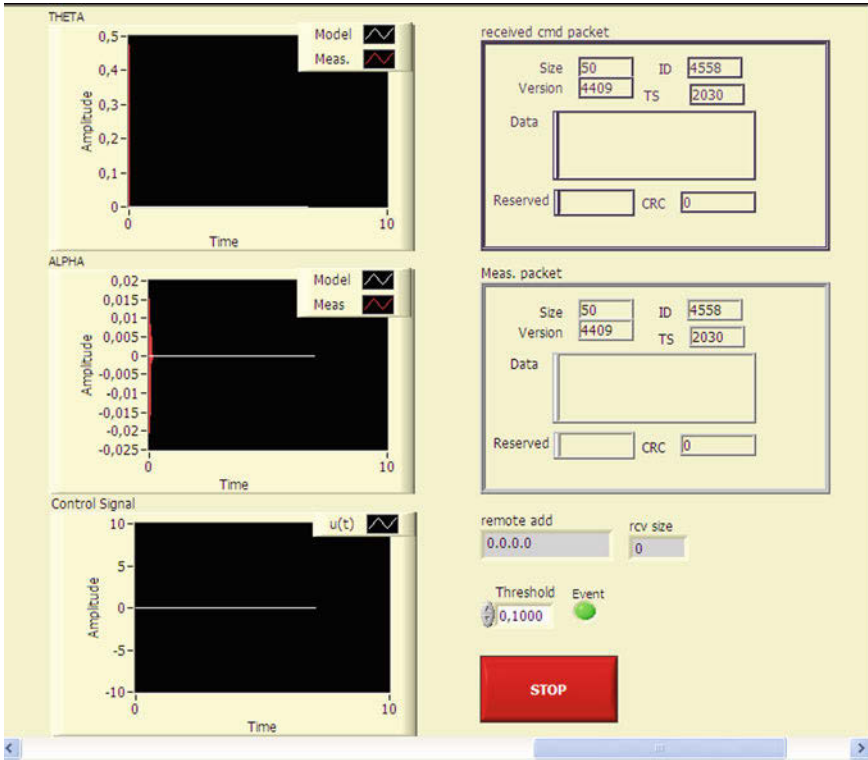 THETA
Model
Meas.
0,5
0,4
0,3
0,2
0,1
0
Amplitude
0 10
Time
ALPHA
Model
Meas
0,02
0,015
0,01
0,005
0
-0,005
-0,01
-0,015
-0,02
-0,025
Amplitude
0 10
Time
Control Signal
u(t)
10
5
0
-5
-10
Amplitude
0 10
Time
received cmd packet
Size 50 ID 4558
Version 4409 TS 2030
Data
Reserved CRC 0
Meas. packet
Size 50 ID 4558
Version 4409 TS 2030
Data
Reserved CRC 0
remote add rcv size
0.0.0.0 0
Threshold Event
0,1000
STOP